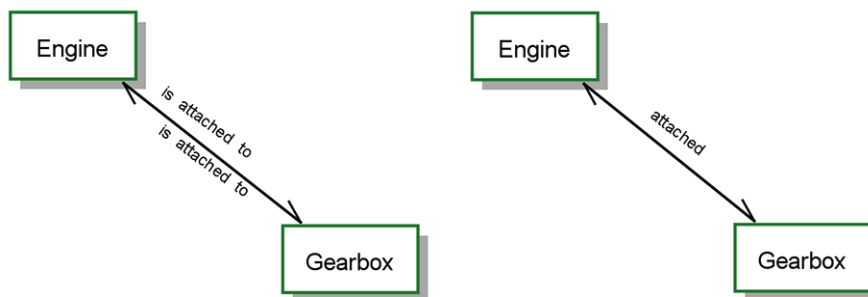 Engine
is attached to
is attached to
Gearbox
Engine
attached
Gearbox